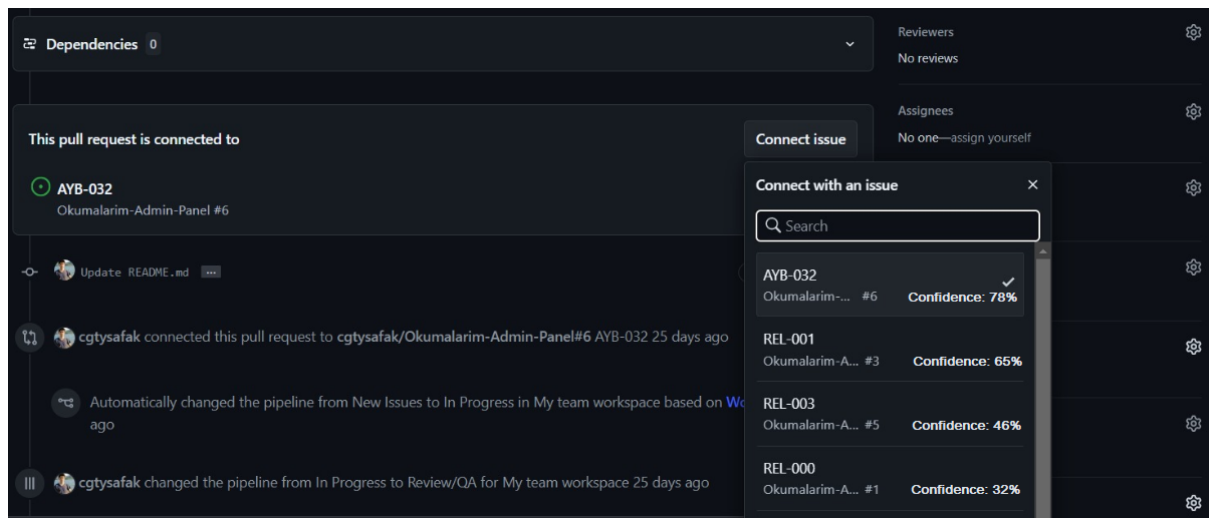 Dependencies 0
Reviewers
No reviews
Assignees
No one—assign yourself
This pull request is connected to
Connect issue
AYB-032
Okumalarim-Admin-Panel #6
Connect with an issue
Search
AYB-032
Okumalarim-... #6 Confidence: 78%
REL-001
Okumalarim-A... #3 Confidence: 65%
REL-003
Okumalarim-A... #5 Confidence: 46%
REL-000
Okumalarim-A... #1 Confidence: 32%
Update README.md ...
cgtysafak connected this pull request to cgtysafak/Okumalarim-Admin-Panel#6 AYB-032 25 days ago
Automatically changed the pipeline from New Issues to In Progress in My team workspace based on
ago
cgtysafak changed the pipeline from In Progress to Review/QA for My team workspace 25 days ago